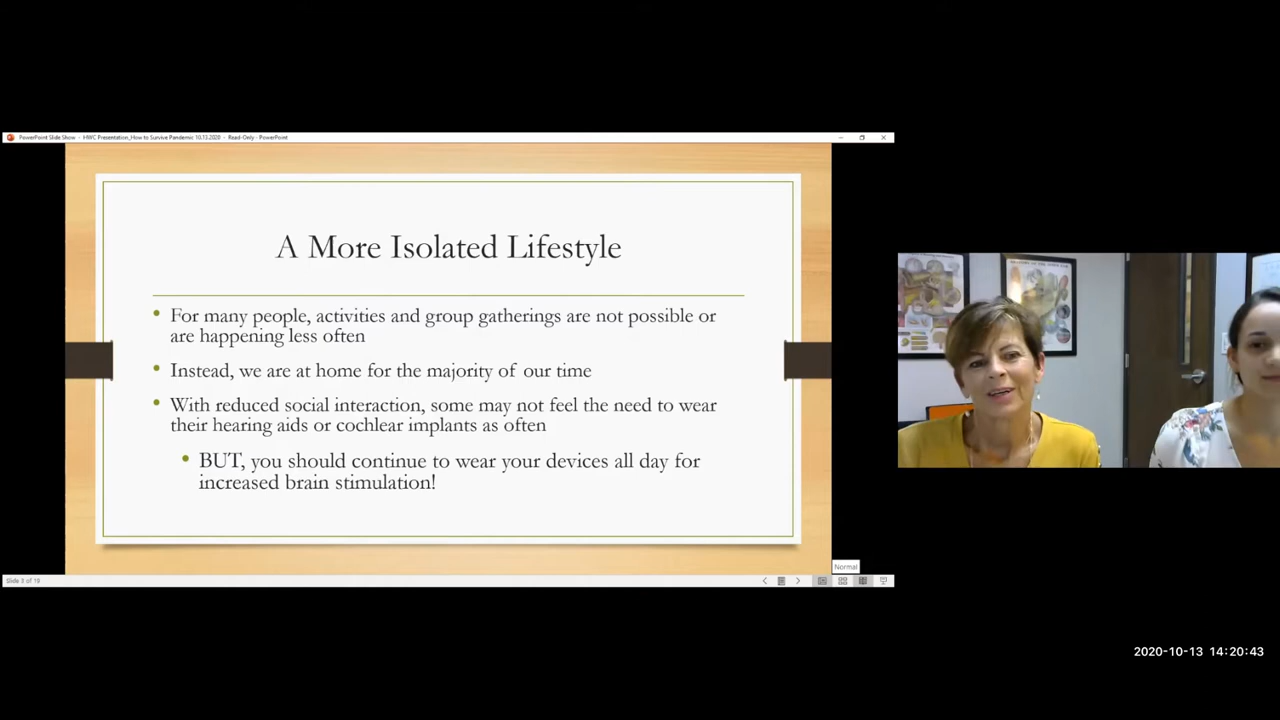 PowerPoint Slide Show - HWC Presentation_How to Survive Pandemic 10.13.2020 - Read-Only - PowerPoint
A More Isolated Lifestyle
• For many people, activities and group gatherings are not possible or
are happening less often
• Instead, we are at home for the majority of our time
• With reduced social interaction, some may not feel the need to wear
their hearing aids or cochlear implants as often
• BUT, you should continue to wear your devices all day for
increased brain stimulation!
Normal
Slide 3 of 19
2020-10-13 14:20:43